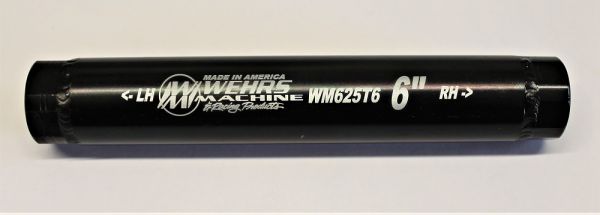 <- LH
MADE IN AMERICA
WEHRS
MACHINE
& Racing Products
WM625T6 6" RH ->